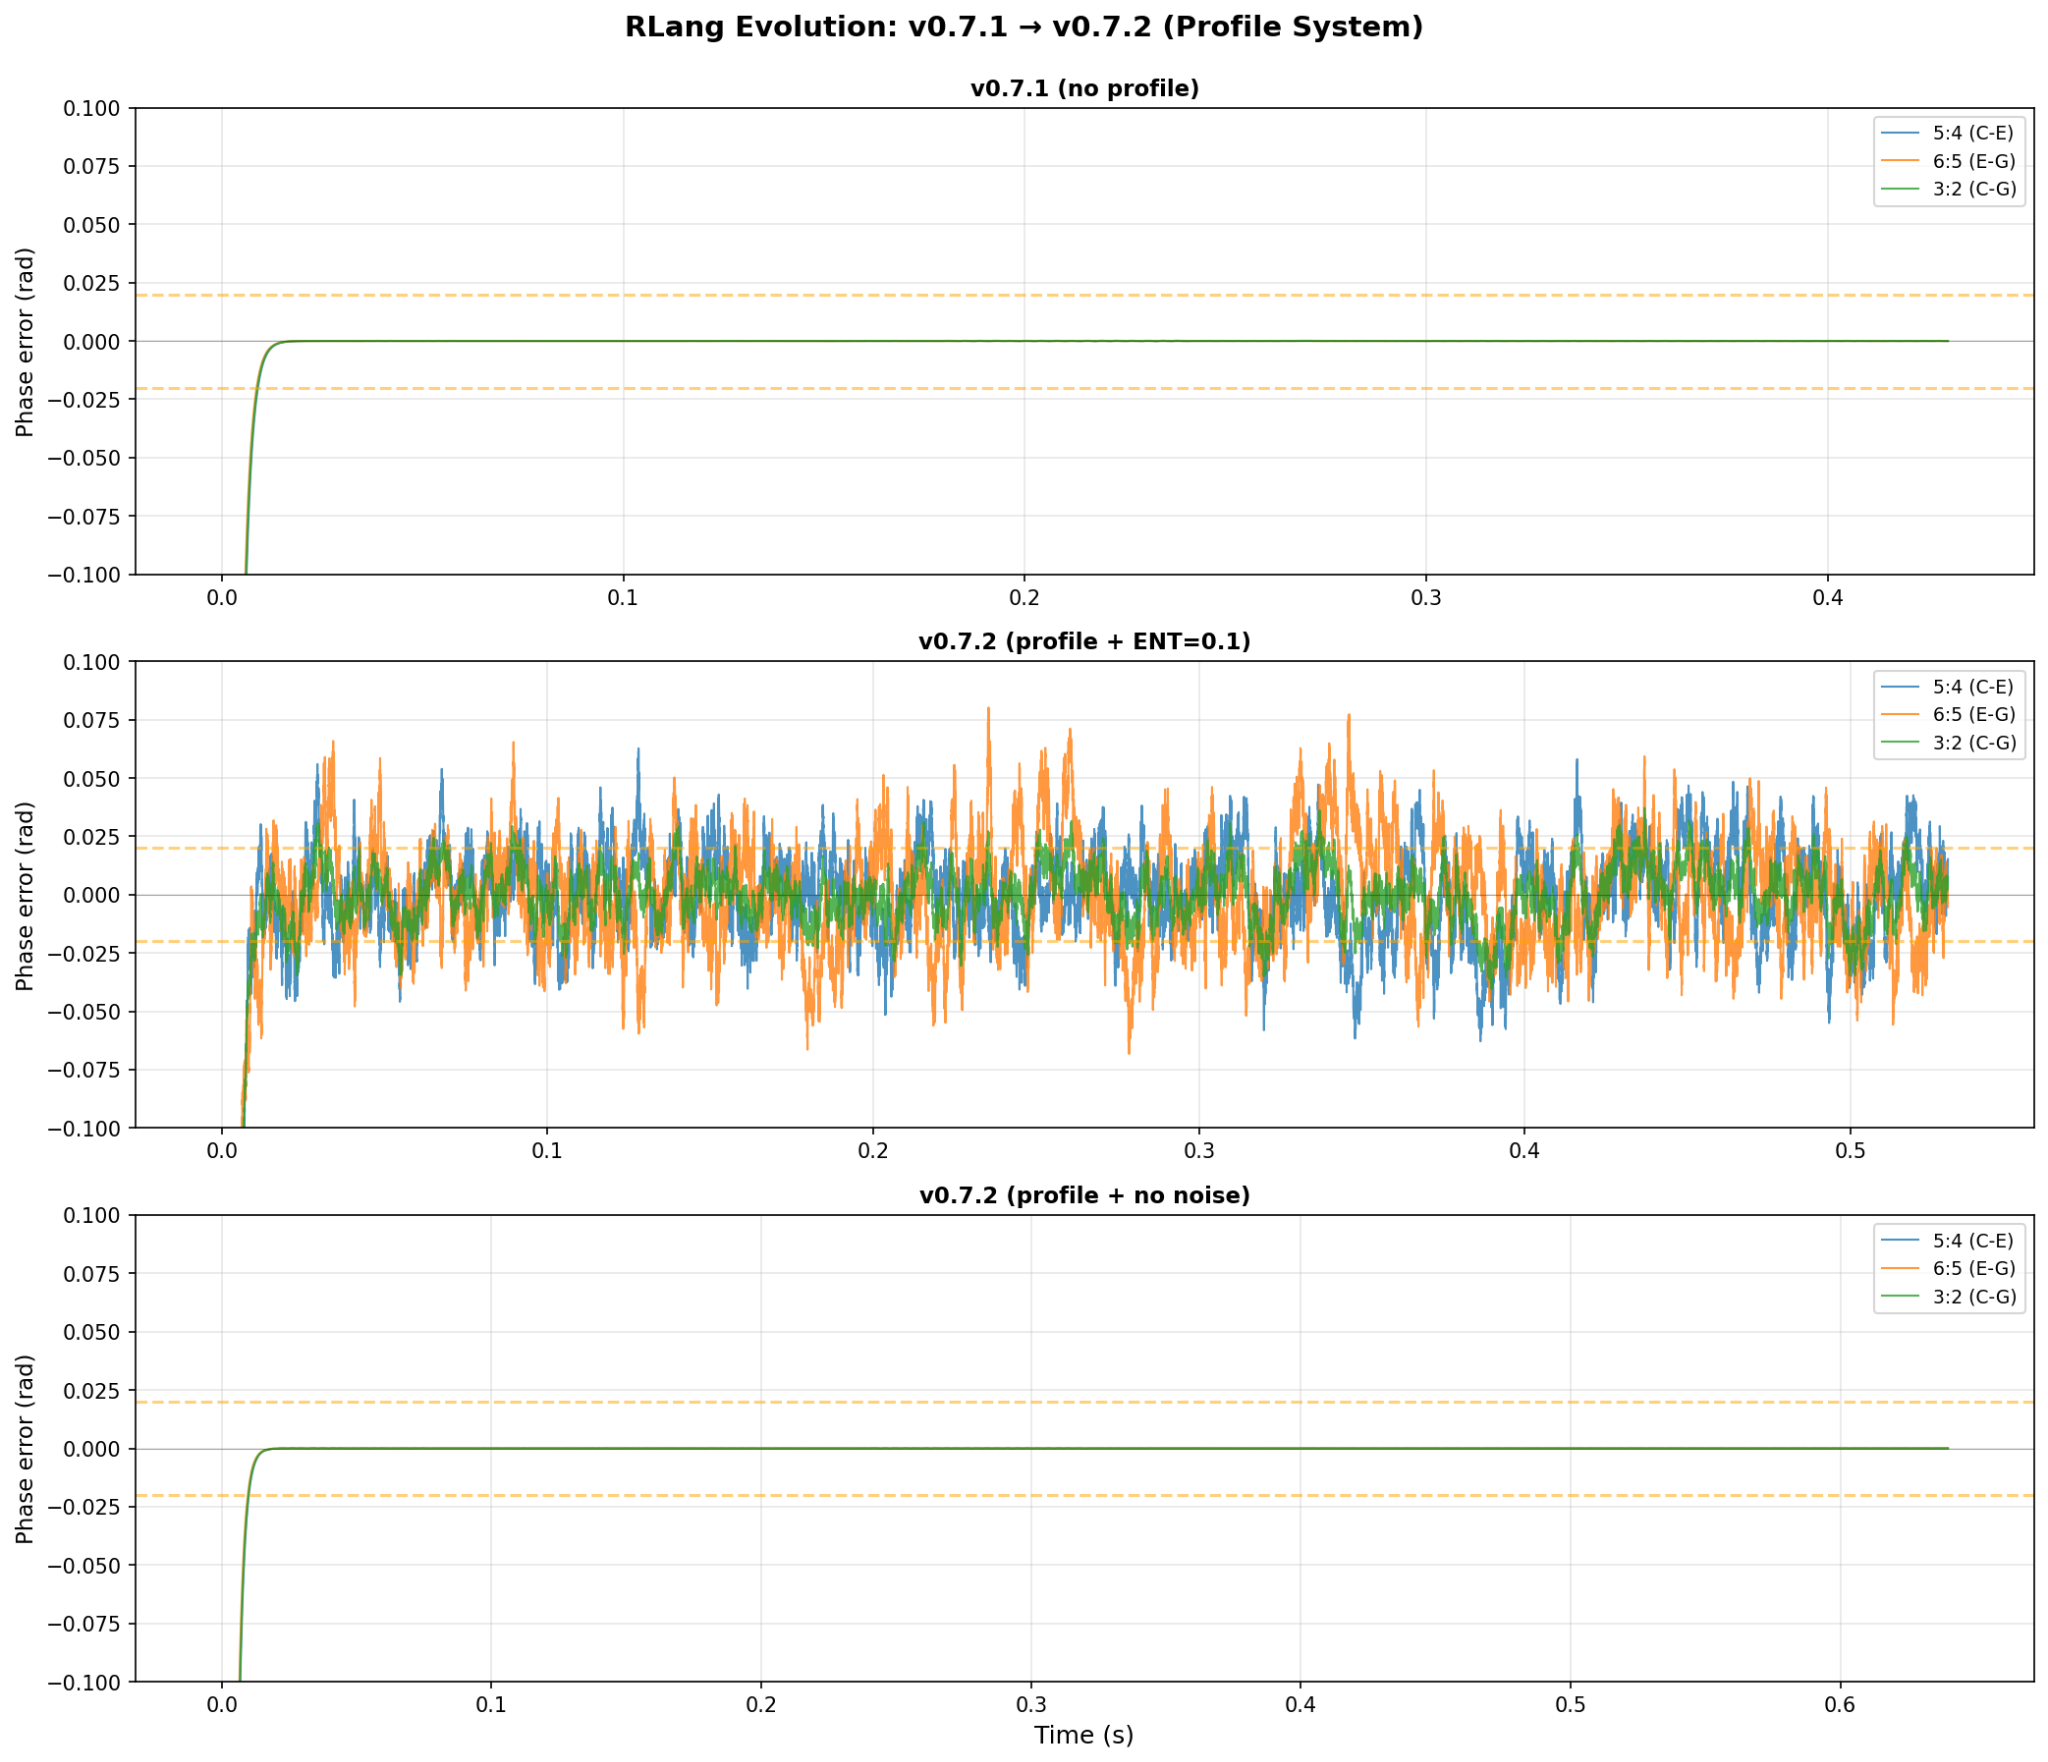 RLang Evolution: v0.7.1 → v0.7.2 (Profile System)
v0.7.1 (no profile)
0.100
0.075
0.050
0.025
0.000
−0.025
−0.050
−0.075
−0.100
Phase error (rad)
5:4 (C-E)
6:5 (E-G)
3:2 (C-G)
0.0 0.1 0.2 0.3 0.4
v0.7.2 (profile + ENT=0.1)
0.100
0.075
0.050
0.025
0.000
−0.025
−0.050
−0.075
−0.100
Phase error (rad)
5:4 (C-E)
6:5 (E-G)
3:2 (C-G)
0.0 0.1 0.2 0.3 0.4 0.5
v0.7.2 (profile + no noise)
0.100
0.075
0.050
0.025
0.000
−0.025
−0.050
−0.075
−0.100
Phase error (rad)
5:4 (C-E)
6:5 (E-G)
3:2 (C-G)
0.0 0.1 0.2 0.3 0.4 0.5 0.6
Time (s)